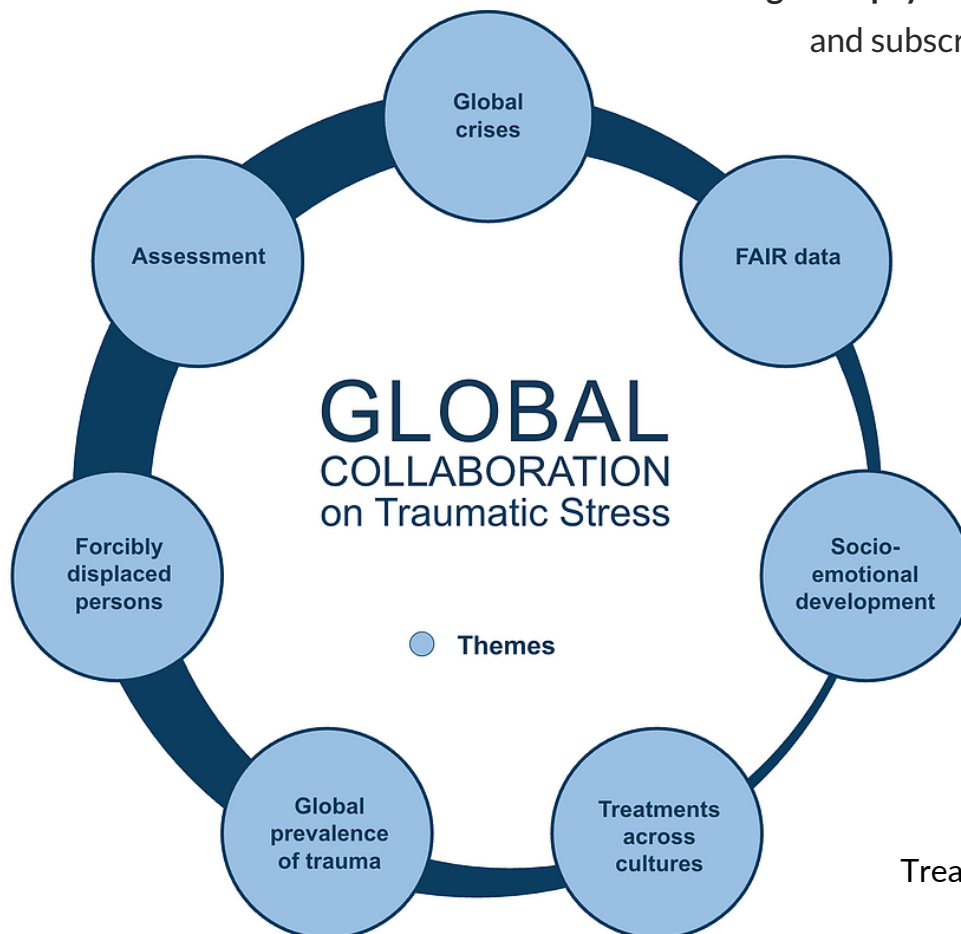 and subscr
Global
crises
Assessment
FAIR data
GLOBAL
COLLABORATION
on Traumatic Stress
Forcibly
displaced
persons
Socio-
emotional
development
Themes
Global
prevalence
of trauma
Treatments
across
cultures
Trea